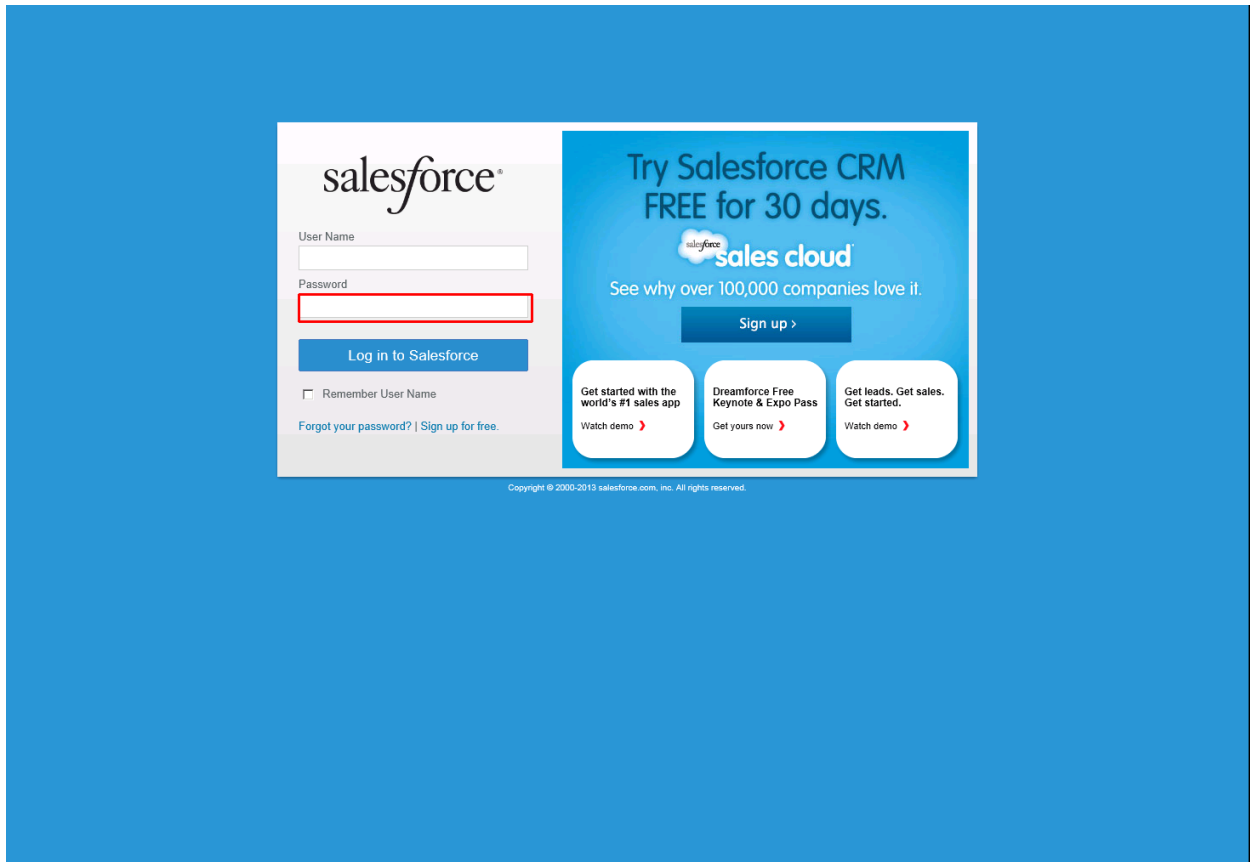 salesforce®
User Name
Password
Log in to Salesforce
Remember User Name
Forgot your password? | Sign up for free.
Try Salesforce CRM
FREE for 30 days.
salesforce
sales cloud
See why over 100,000 companies love it.
Sign up ›
Get started with the
world's #1 sales app
Watch demo ❯
Dreamforce Free
Keynote & Expo Pass
Get yours now ❯
Get leads. Get sales.
Get started.
Watch demo ❯
Copyright © 2000-2013 salesforce.com, inc. All rights reserved.